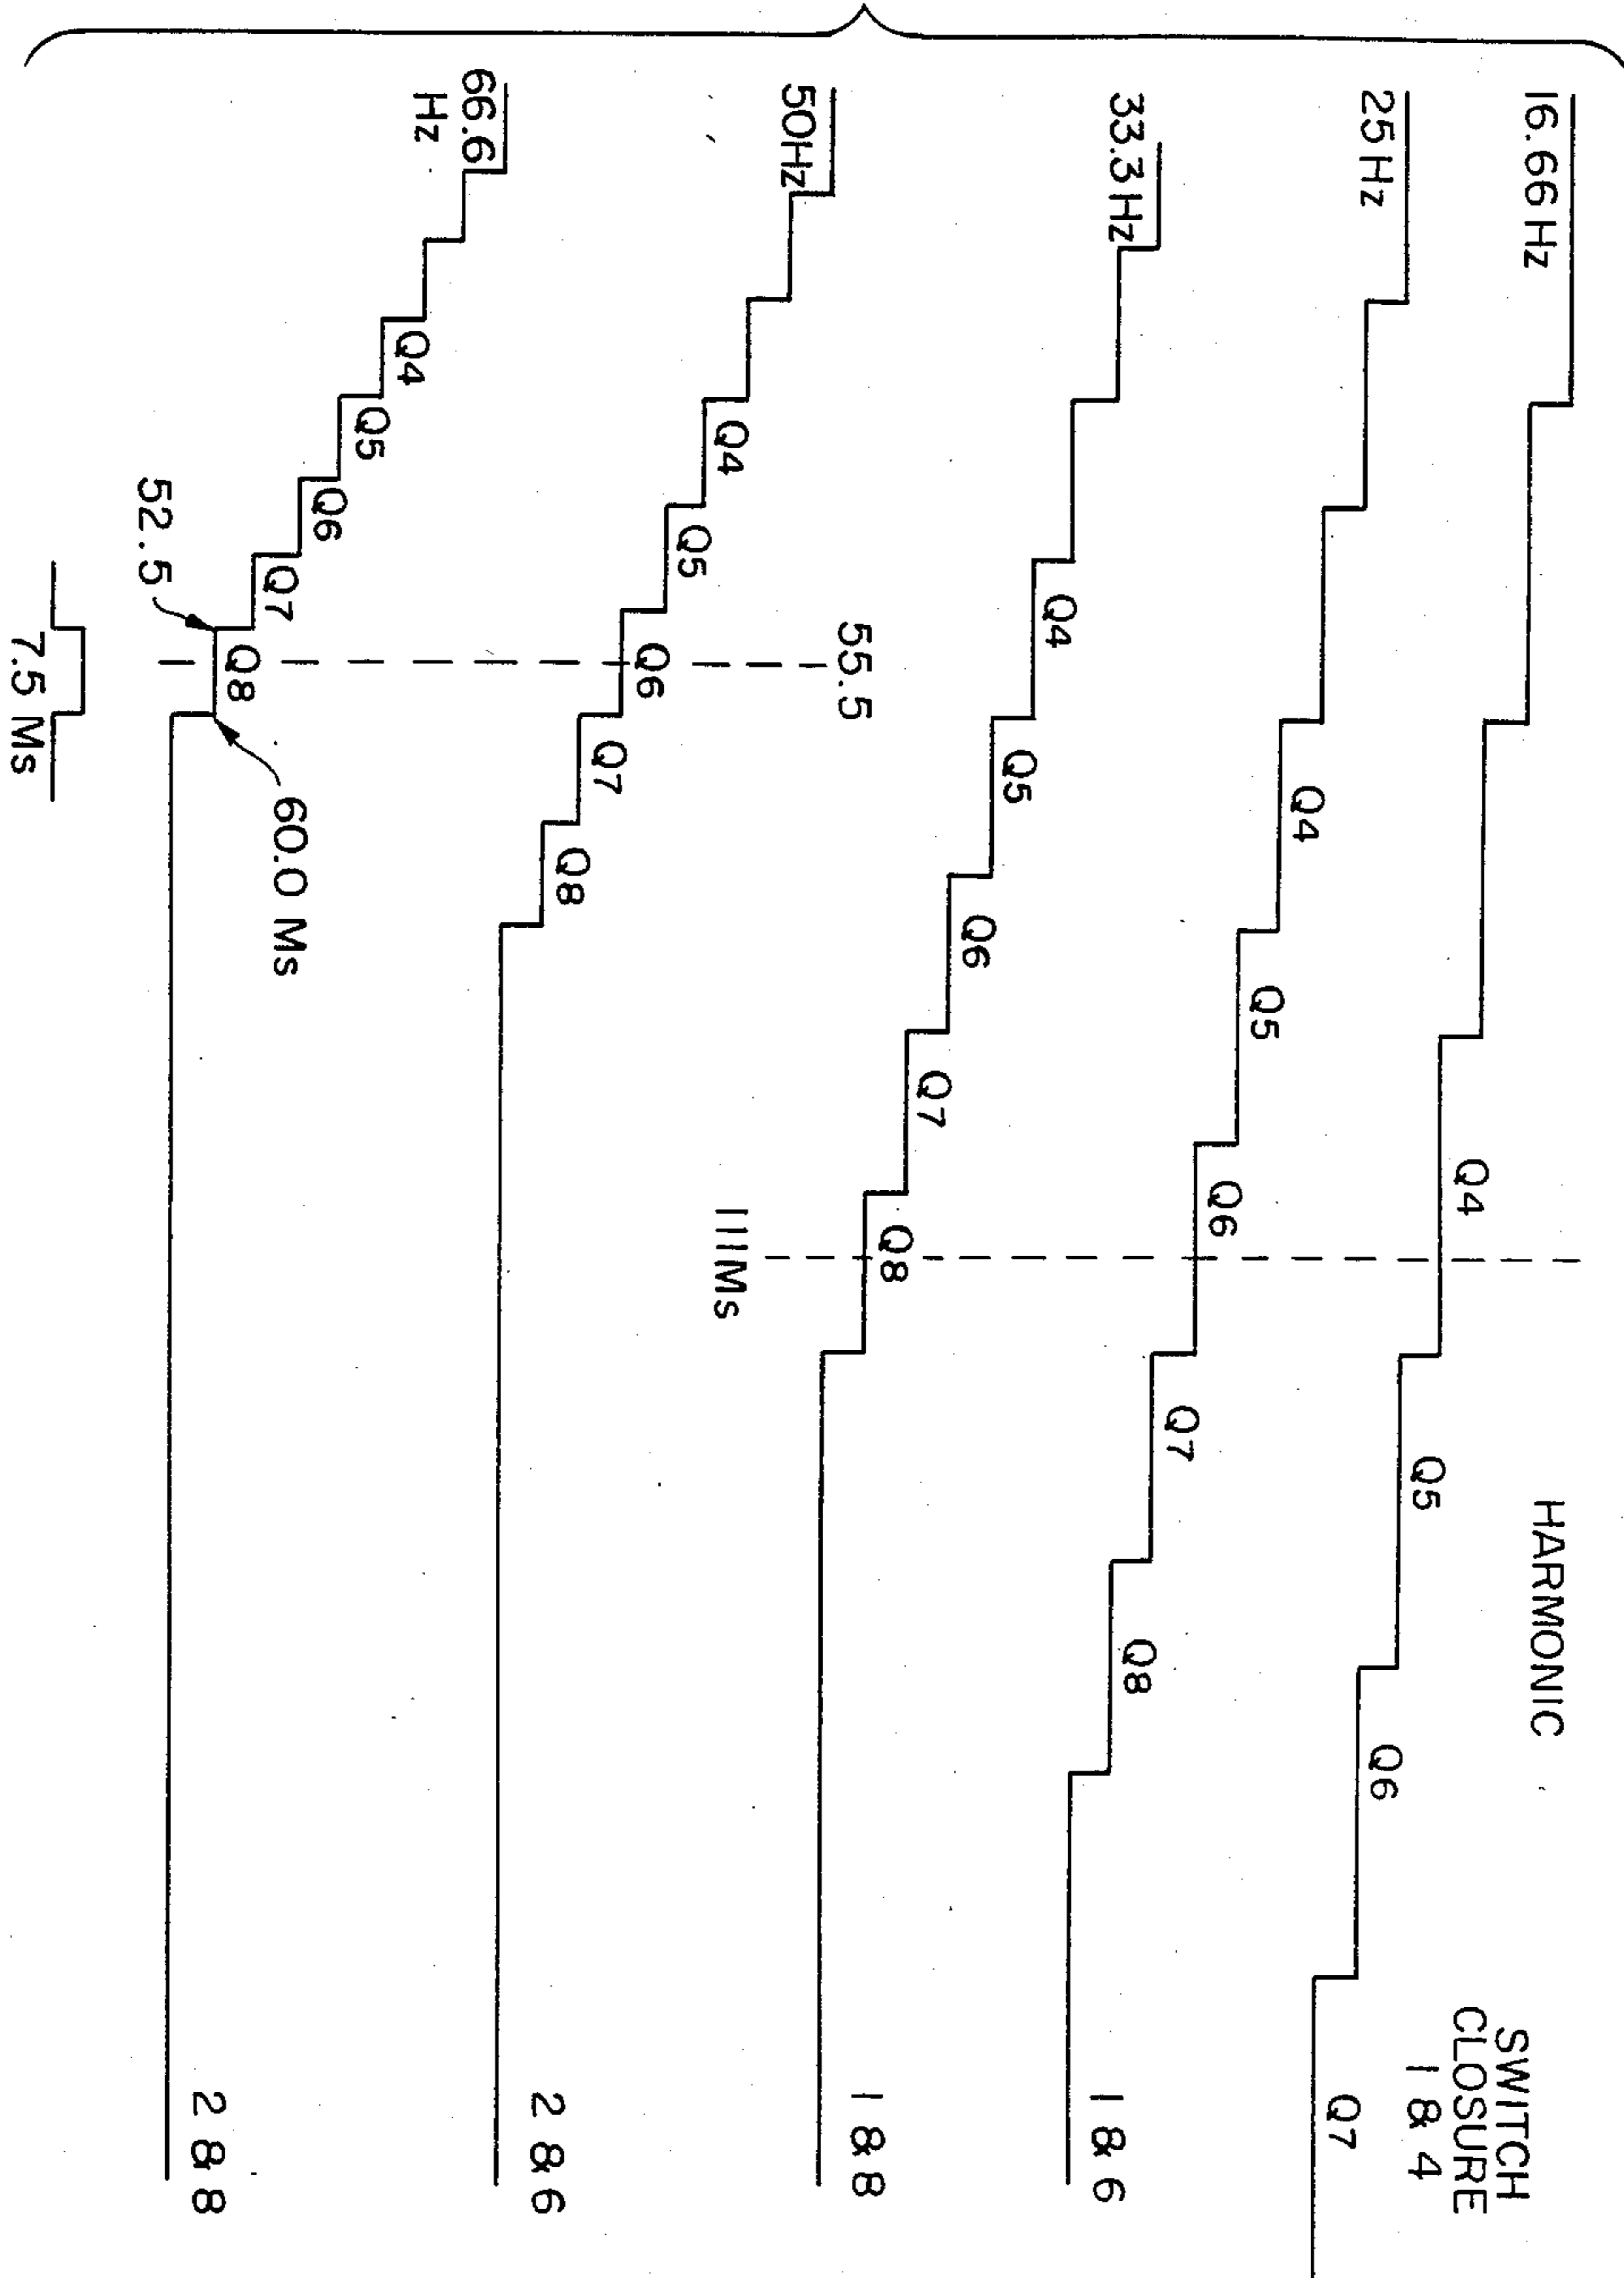 HARMONIC
SWITCH
CLOSURE
1 & 4
16.66 Hz
Q4
Q5
Q6
Q7
25 Hz
Q4
Q5
Q6
Q7
Q8
1 & 6
33.3 Hz
Q4
Q5
Q6
Q7
Q8
1 & 8
111Ms
50Hz
Q4
Q5
Q6
Q7
Q8
2 & 6
55.5
66.6
Hz
Q4
Q5
Q6
Q7
Q8
2 & 8
52.5
60.0 Ms
7.5 Ms